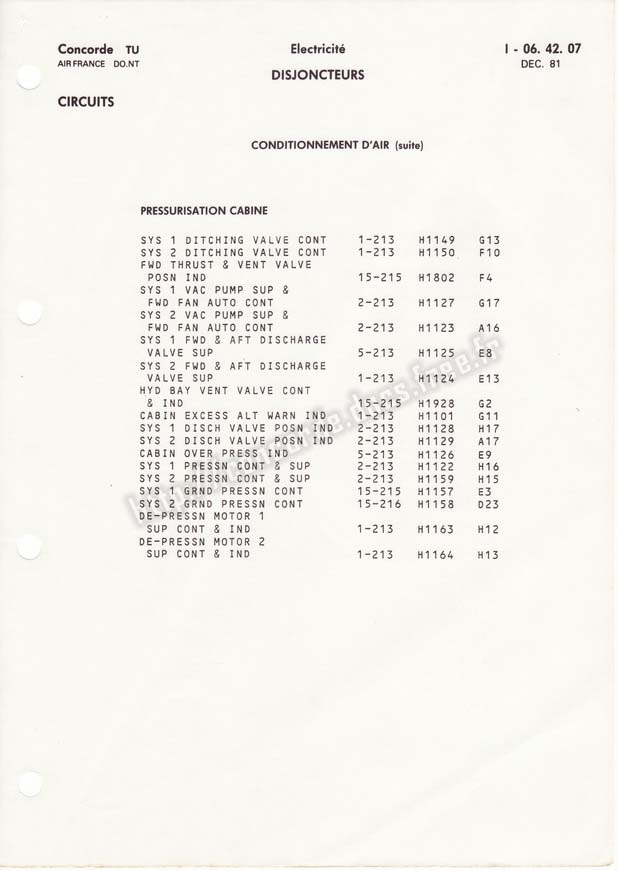 Concorde TU Electricité I - 06. 42. 07
AIR FRANCE DO.NT DISJONCTEURS DEC. 81
CIRCUITS
CONDITIONNEMENT D'AIR (suite)
PRESSURISATION CABINE
SYS 1 DITCHING VALVE CONT 1-213 H1149 G13
SYS 2 DITCHING VALVE CONT 1-213 H1150 F10
FWD THRUST & VENT VALVE
POSN IND 15-215 H1802 F4
SYS 1 VAC PUMP SUP &
FWD FAN AUTO CONT 2-213 H1127 G17
SYS 2 VAC PUMP SUP &
FWD FAN AUTO CONT 2-213 H1123 A16
SYS 1 FWD & AFT DISCHARGE
VALVE SUP 5-213 H1125 E8
SYS 2 FWD & AFT DISCHARGE
VALVE SUP 1-213 H1124 E13
HYD BAY VENT VALVE CONT
& IND 15-215 H1928 G2
CABIN EXCESS ALT WARN IND 1-213 H1101 G11
SYS 1 DISCH VALVE POSN IND 2-213 H1128 H17
SYS 2 DISCH VALVE POSN IND 2-213 H1129 A17
CABIN OVER PRESS IND 5-213 H1126 E9
SYS 1 PRESSN CONT & SUP 2-213 H1122 H16
SYS 2 PRESSN CONT & SUP 2-213 H1159 H15
SYS 1 GRND PRESSN CONT 15-215 H1157 E3
SYS 2 GRND PRESSN CONT 15-216 H1158 D23
DE-PRESSN MOTOR 1
SUP CONT & IND 1-213 H1163 H12
DE-PRESSN MOTOR 2
SUP CONT & IND 1-213 H1164 H13